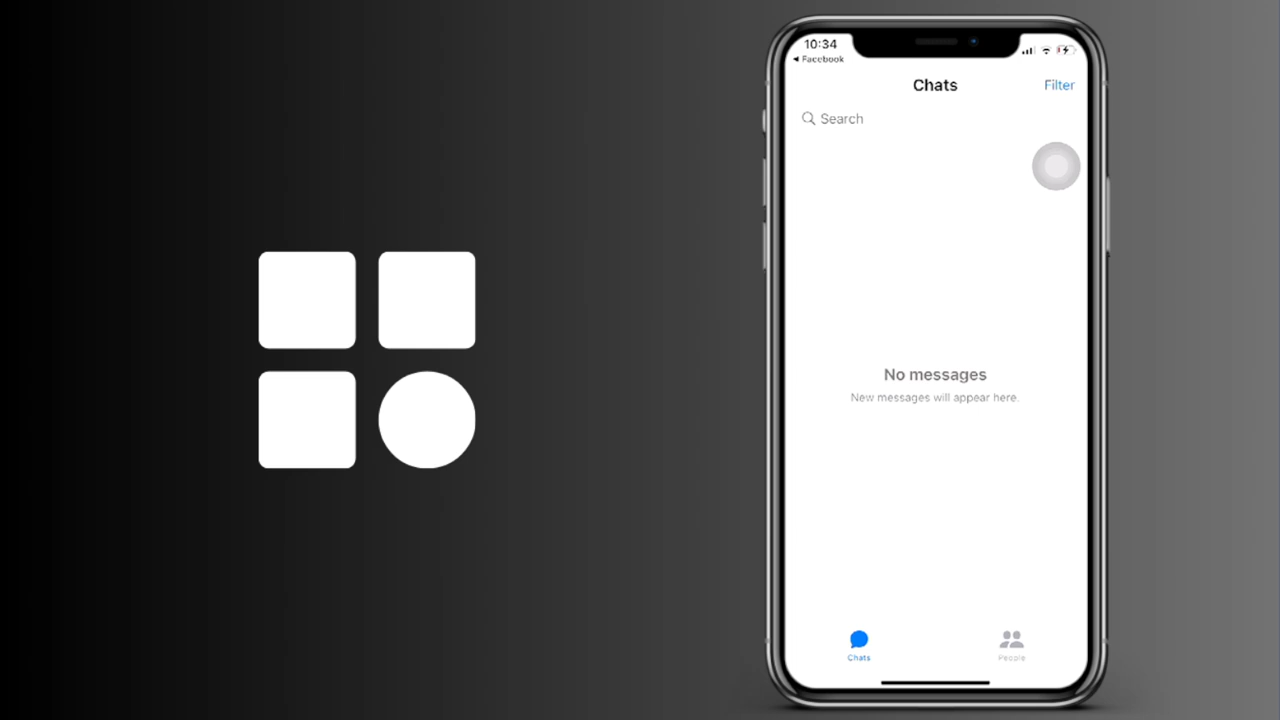 10:34
◀ Facebook
Chats
Filter
Search
No messages
New messages will appear here.
Chats
People